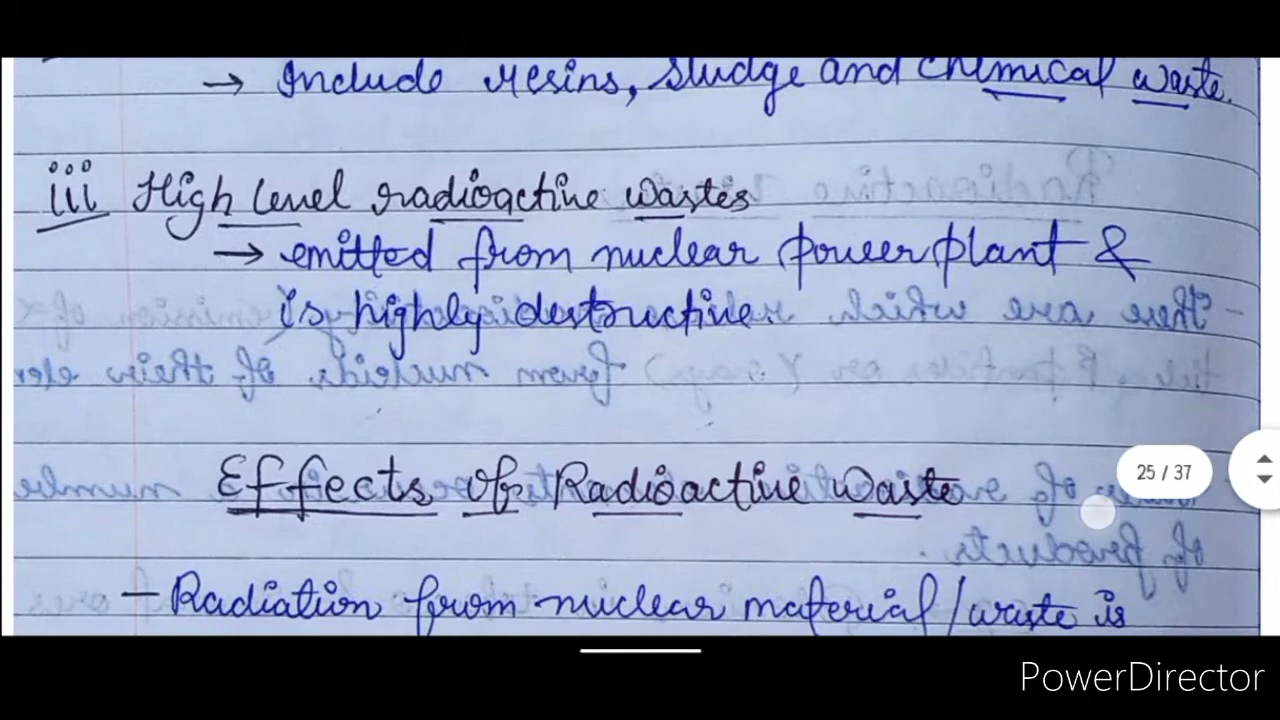 → Include resins, sludge and chemical waste.
iii High level radioactive wastes
→ emitted from nuclear power plant &
is highly destructive.
Effects of Radioactive Waste
25 / 37
- Radiation from nuclear material/waste is
PowerDirector